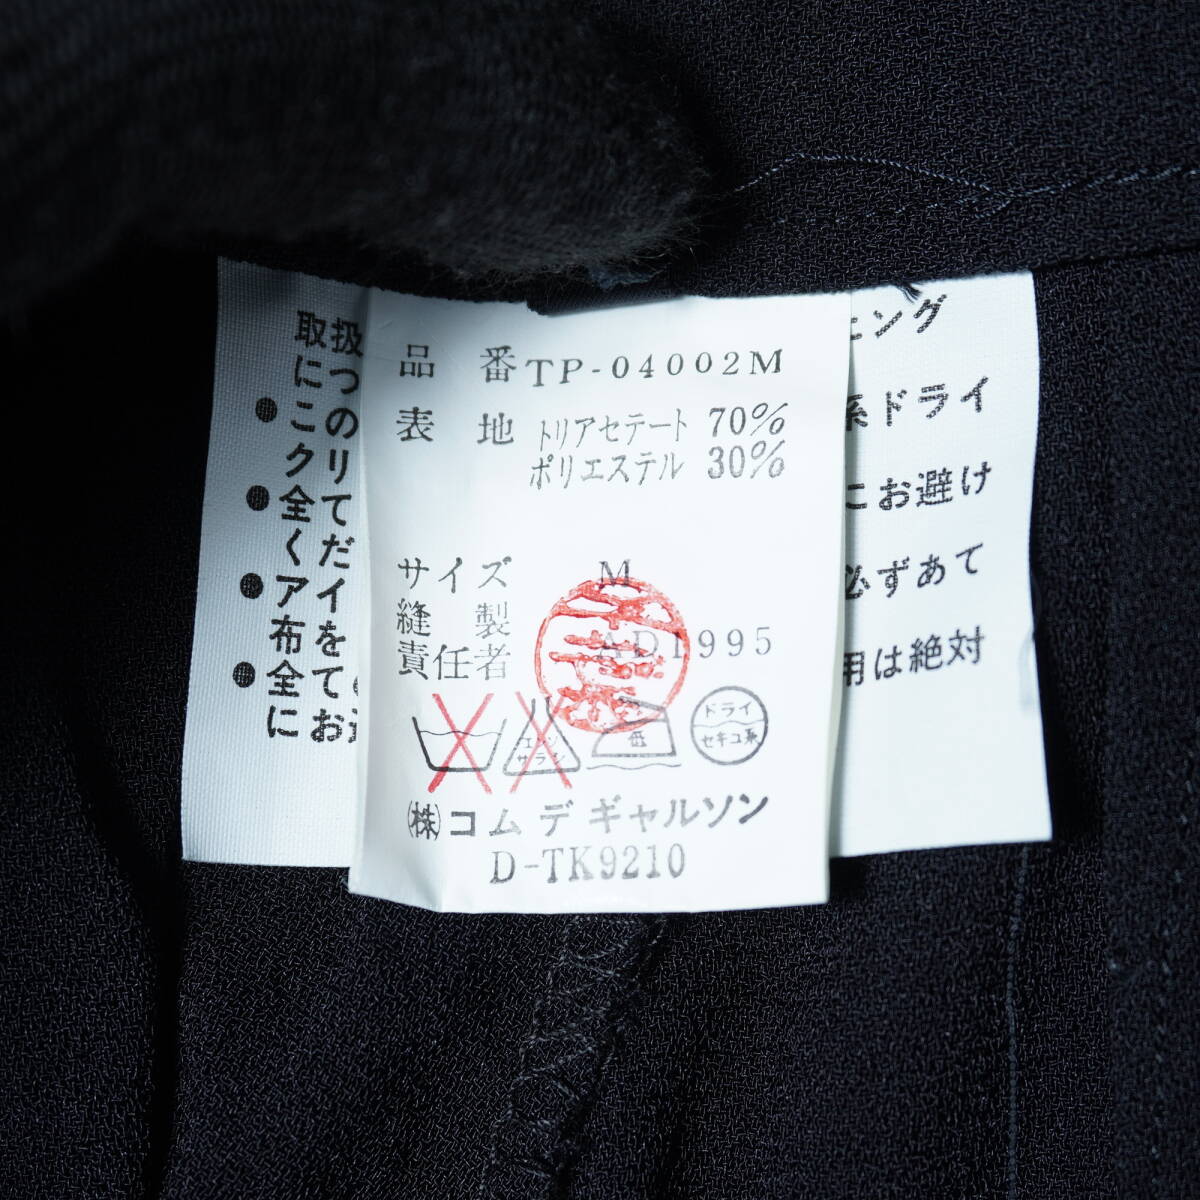 品 番 TP-04002M
表 地 トリアセテート 70%
ポリエステル 30%
サイズ M
縫 製
責任者 AD1995
低
ドライ
セキユ系
㈱コム デ ギャルソン
D-TK9210
取扱
につ
● この
クリ
● 全て
くだ
● アイ
布を
● 全て
にお
ング
ドライ
お避け
必ずあて
用は絶対